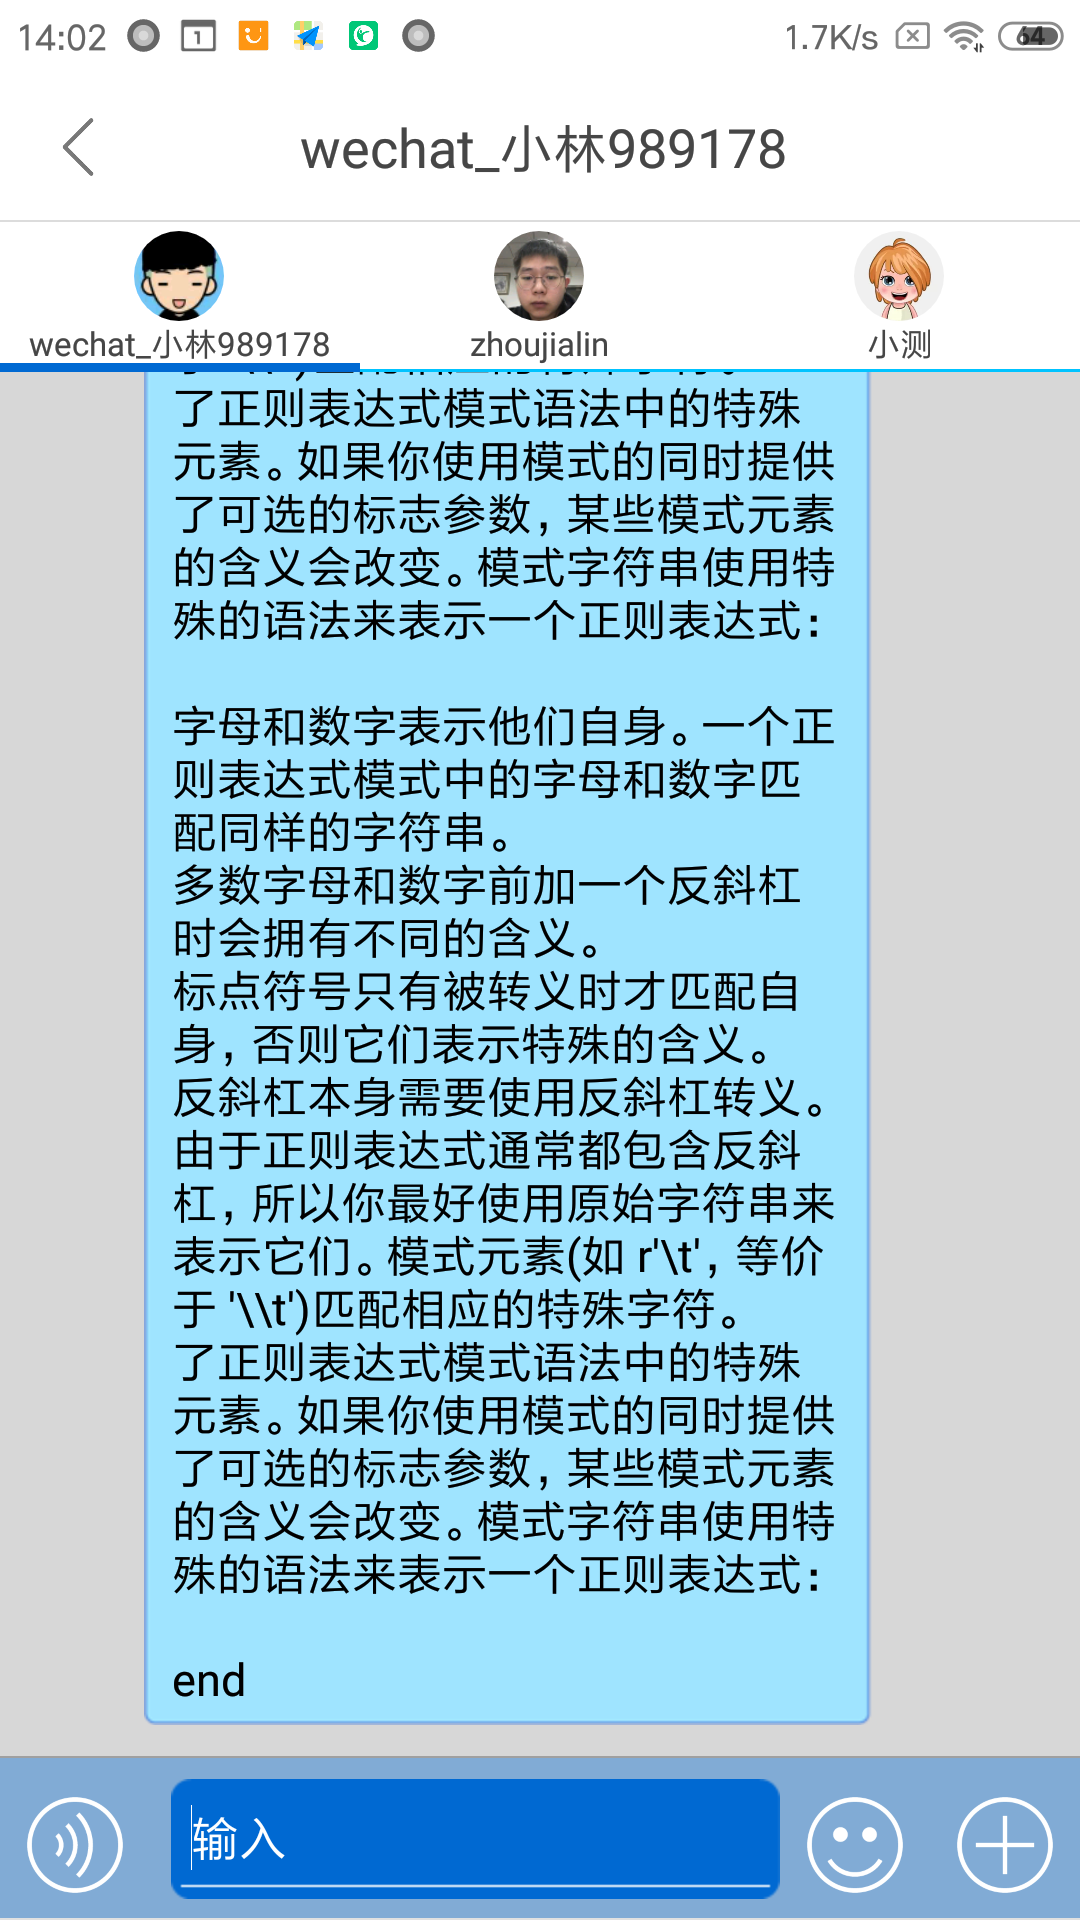 14:02
1
1.7K/s
64
wechat_小林989178
wechat_小林989178
zhoujialin
小测
了正则表达式模式语法中的特殊
元素。如果你使用模式的同时提供
了可选的标志参数，某些模式元素
的含义会改变。模式字符串使用特
殊的语法来表示一个正则表达式：
字母和数字表示他们自身。一个正
则表达式模式中的字母和数字匹
配同样的字符串。
多数字母和数字前加一个反斜杠
时会拥有不同的含义。
标点符号只有被转义时才匹配自
身，否则它们表示特殊的含义。
反斜杠本身需要使用反斜杠转义。
由于正则表达式通常都包含反斜
杠，所以你最好使用原始字符串来
表示它们。模式元素(如 r'\t'，等价
于 '\\t')匹配相应的特殊字符。
了正则表达式模式语法中的特殊
元素。如果你使用模式的同时提供
了可选的标志参数，某些模式元素
的含义会改变。模式字符串使用特
殊的语法来表示一个正则表达式：
end
输入